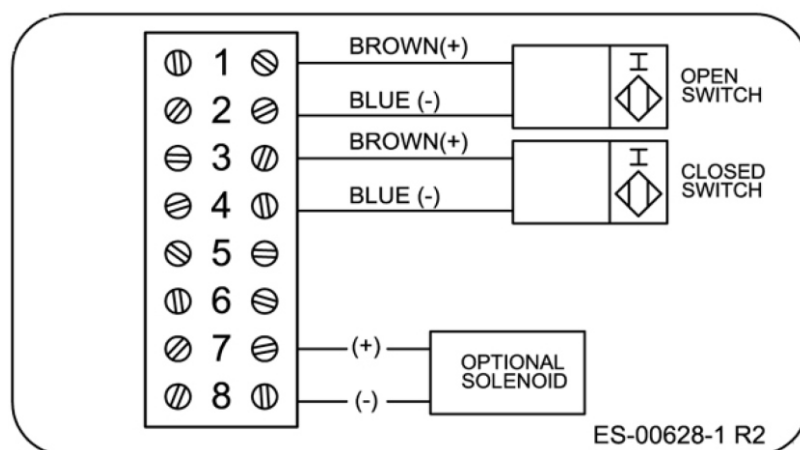 1
BROWN(+)
I
OPEN
SWITCH
2
BLUE (-)
3
BROWN(+)
I
CLOSED
SWITCH
4
BLUE (-)
5
6
7
(+)
OPTIONAL
SOLENOID
8
(-)
ES-00628-1 R2